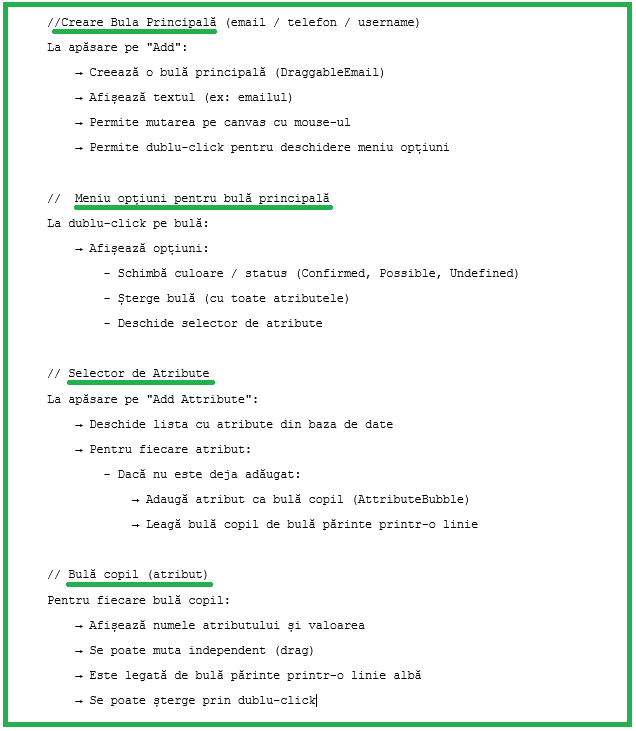 //Creare Bula Principală (email / telefon / username)
La apăsare pe "Add":
→ Creează o bulă principală (DraggableEmail)
→ Afișează textul (ex: emailul)
→ Permite mutarea pe canvas cu mouse-ul
→ Permite dublu-click pentru deschidere meniu opțiuni
//  Meniu opțiuni pentru bulă principală
La dublu-click pe bulă:
→ Afișează opțiuni:
- Schimbă culoare / status (Confirmed, Possible, Undefined)
- Șterge bulă (cu toate atributele)
- Deschide selector de atribute
// Selector de Atribute
La apăsare pe "Add Attribute":
→ Deschide lista cu atribute din baza de date
→ Pentru fiecare atribut:
- Dacă nu este deja adăugat:
→ Adaugă atribut ca bulă copil (AttributeBubble)
→ Leagă bulă copil de bulă părinte printr-o linie
// Bulă copil (atribut)
Pentru fiecare bulă copil:
→ Afișează numele atributului și valoarea
→ Se poate muta independent (drag)
→ Este legată de bulă părinte printr-o linie albă
→ Se poate șterge prin dublu-click